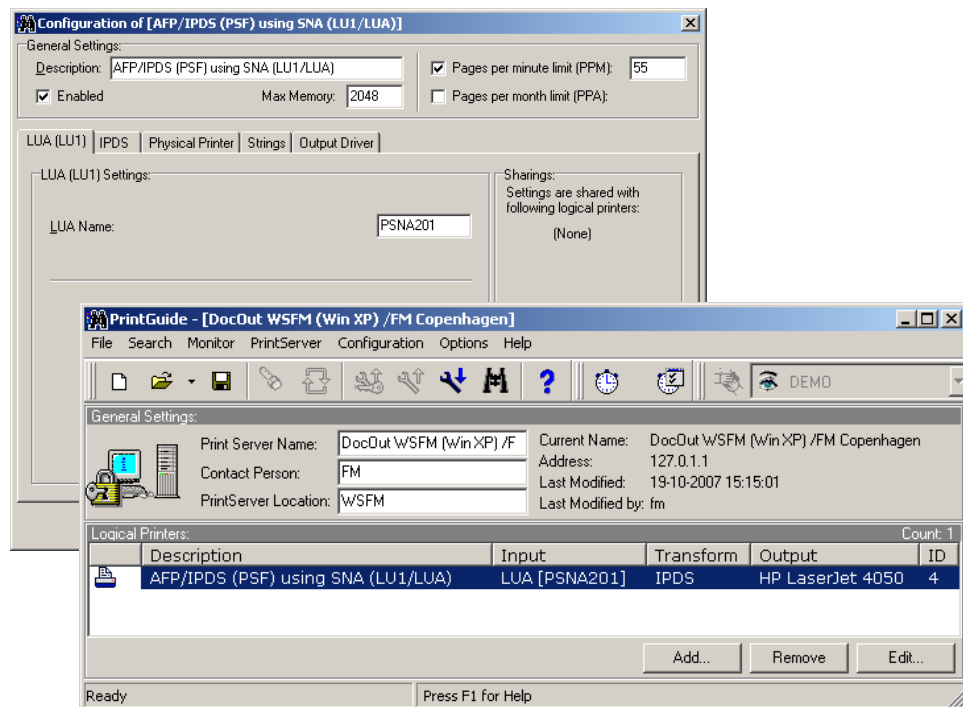 Configuration of [AFP/IPDS (PSF) using SNA (LU1/LUA)]
General Settings:
Description: AFP/IPDS (PSF) using SNA (LU1/LUA)
Pages per minute limit (PPM): 55
Enabled Max Memory: 2048
Pages per month limit (PPA):
LUA (LU1) IPDS Physical Printer Strings Output Driver
LUA (LU1) Settings:
LUA Name: PSNA201
Sharings:
Settings are shared with
following logical printers:
(None)
PrintGuide - [DocOut WSFM (Win XP) /FM Copenhagen]
File Search Monitor PrintServer Configuration Options Help
DEMO
General Settings:
Print Server Name: DocOut WSFM (Win XP) /F
Contact Person: FM
PrintServer Location: WSFM
Current Name: DocOut WSFM (Win XP) /FM Copenhagen
Address: 127.0.1.1
Last Modified: 19-10-2007 15:15:01
Last Modified by: fm
Logical Printers: Count: 1
Description Input Transform Output ID
AFP/IPDS (PSF) using SNA (LU1/LUA) LUA [PSNA201] IPDS HP LaserJet 4050 4
Add... Remove Edit...
Ready Press F1 for Help